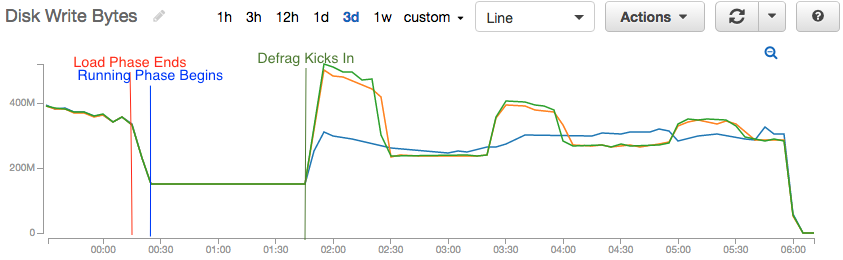 Disk Write Bytes
1h 3h 12h 1d 3d 1w custom Line Actions ?
Load Phase Ends
Running Phase Begins
Defrag Kicks In
400M
200M
0
00:00 00:30 01:00 01:30 02:00 02:30 03:00 03:30 04:00 04:30 05:00 05:30 06:00